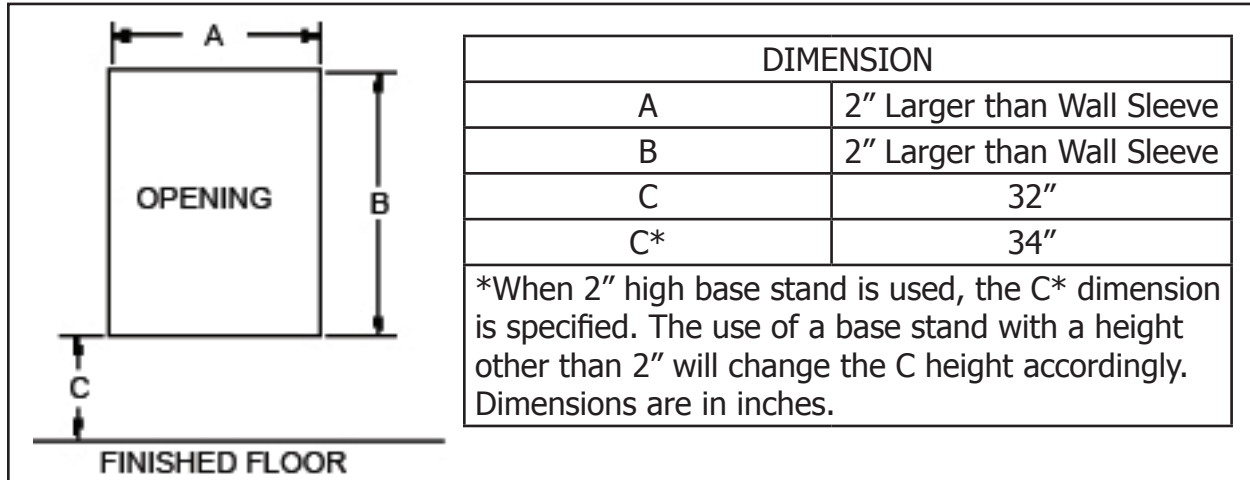 A
OPENING
B
C
FINISHED FLOOR
DIMENSION
A 2” Larger than Wall Sleeve
B 2” Larger than Wall Sleeve
C 32”
C* 34”
*When 2” high base stand is used, the C* dimension
is specified. The use of a base stand with a height
other than 2” will change the C height accordingly.
Dimensions are in inches.